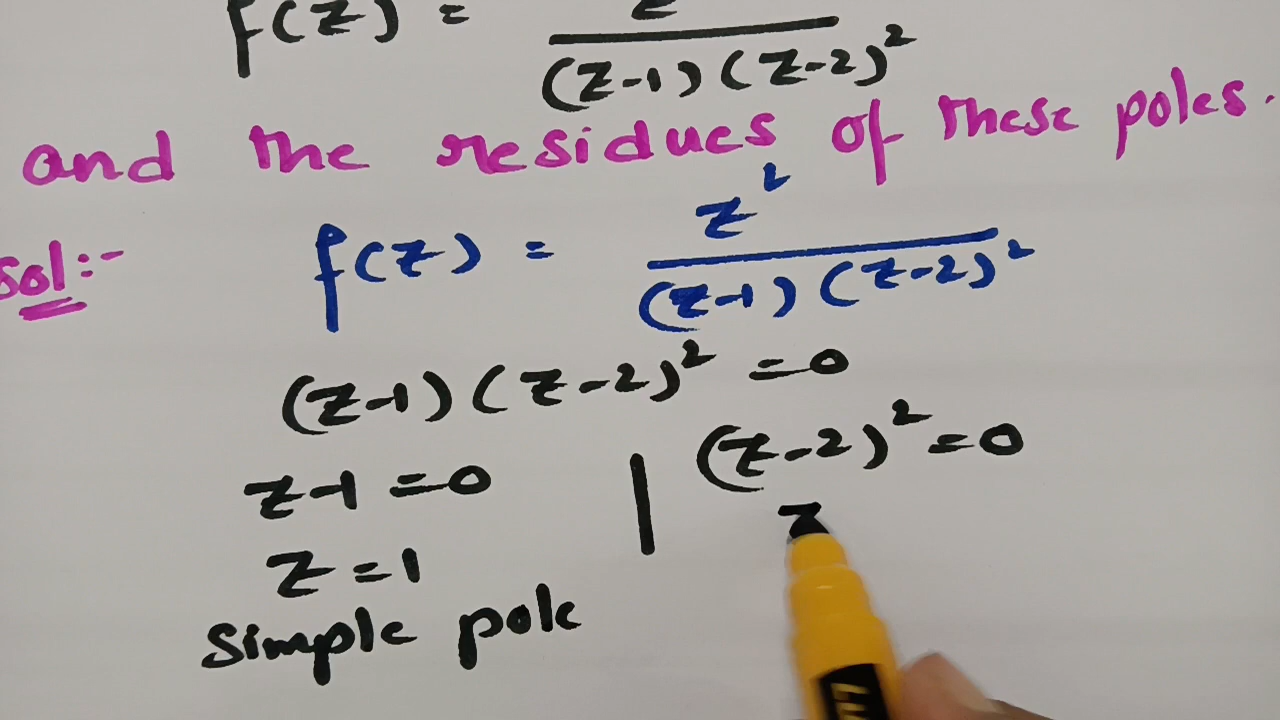 f(z) =
(z-1)(z-2)²
and the residues of these poles.
sol:- f(z) = z² / (z-1)(z-2)²
(z-1)(z-2)² =0
z-1=0 | (z-2)²=0
z=1 z
Simple pole